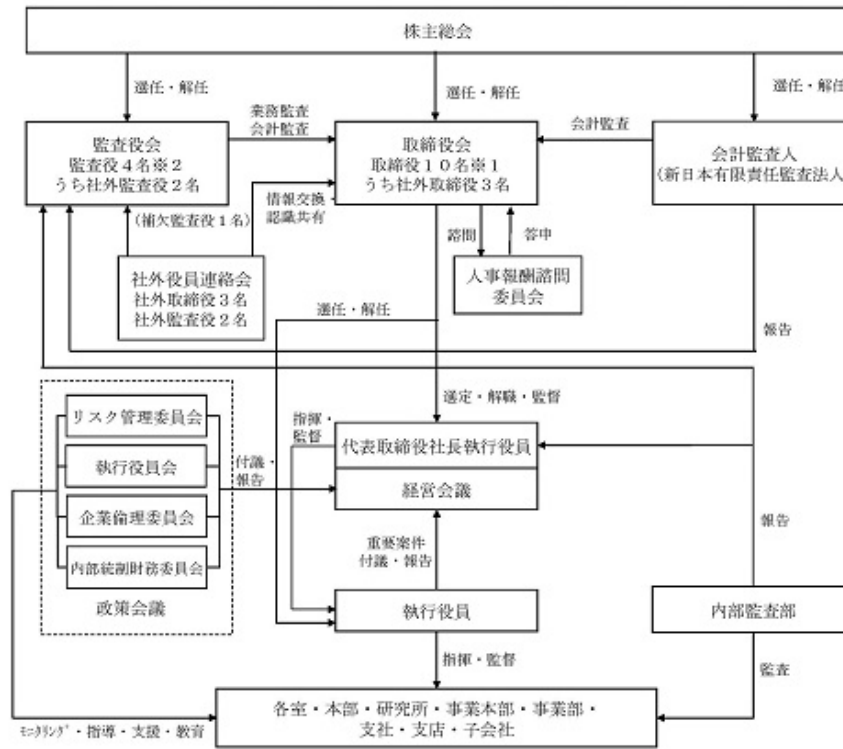 株主総会
選任・解任
選任・解任
選任・解任
業務監査
会計監査
会計監査
監査役会
監査役4名※2
うち社外監査役2名
取締役会
取締役10名※1
うち社外取締役3名
会計監査人
(新日本有限責任監査法人
(補欠監査役1名)
情報交換・
認識共有
諮問
答申
社外役員連絡会
社外取締役3名
社外監査役2名
人事報酬諮問
委員会
選任・解任
報告
選定・解職・監督
指揮・
監督
リスク管理委員会
執行役員会
企業倫理委員会
内部統制財務委員会
政策会議
付議・
報告
代表取締役社長執行役員
経営会議
重要案件
付議・報告
報告
執行役員
内部監査部
指揮・監督
監査
各室・本部・研究所・事業本部・事業部・
支社・支店・子会社
ﾓﾆﾀﾘﾝｸﾞ・指導・支援・教育